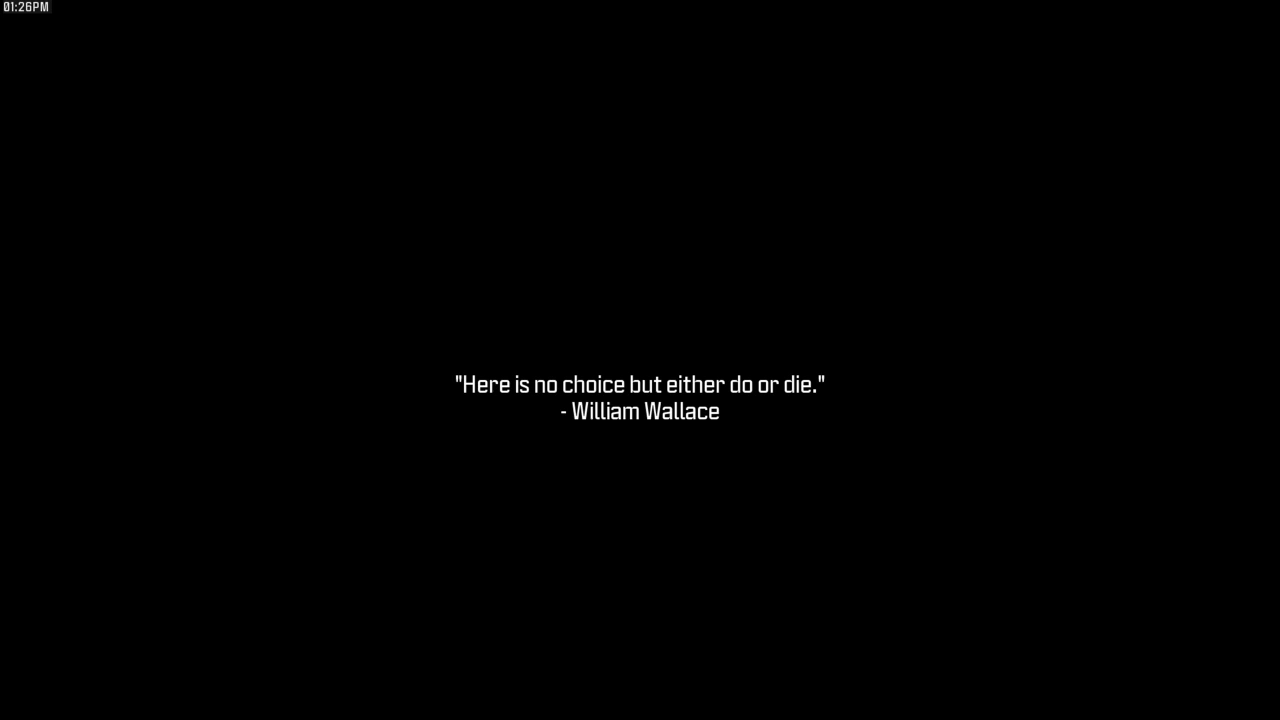 01:26PM
"Here is no choice but either do or die."
- William Wallace